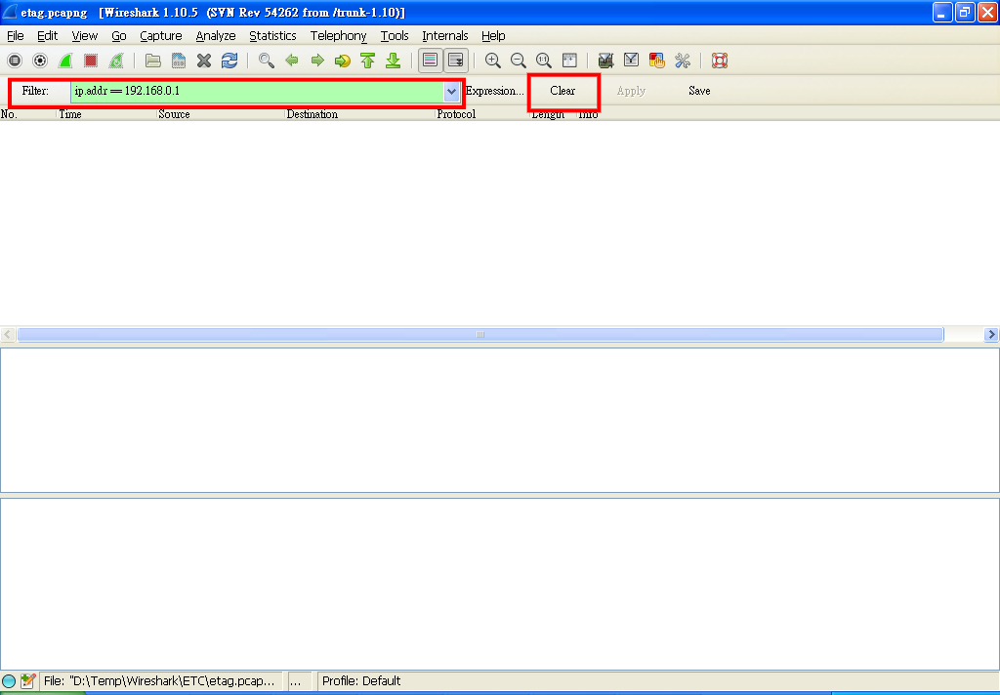 etag.pcapng [Wireshark 1.10.5 (SVN Rev 54262 from /trunk-1.10)]
File Edit View Go Capture Analyze Statistics Telephony Tools Internals Help
Filter: ip.addr == 192.168.0.1 Expression... Clear Apply Save
No. Time Source Destination Protocol Length Info
File: "D:\Temp\Wireshark\ETC\etag.pcap... ... Profile: Default